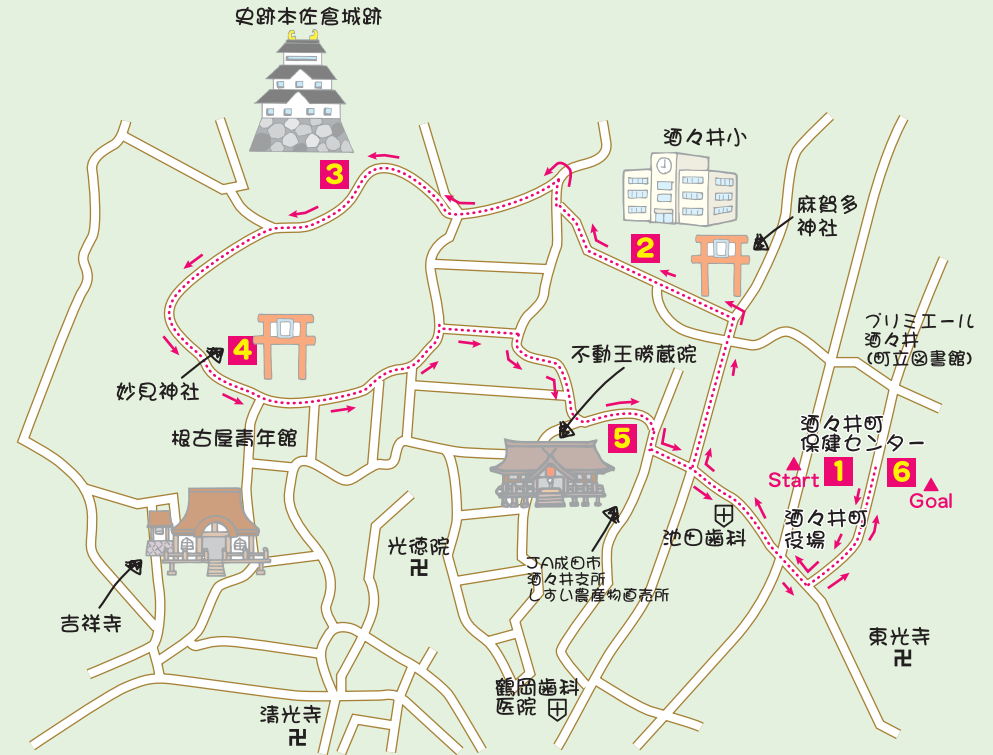 史跡本佐倉城跡
3
酒々井小
麻賀多
神社
2
プリミエール
酒々井
(町立図書館)
4
妙見神社
不動王勝蔵院
根古屋青年館
5
酒々井町
保健センター
Start
1
6
Goal
酒々井町
役場
池田歯科
光徳院
卍
JA成田市
酒々井支所
しすい農産物直売所
吉祥寺
東光寺
卍
鶴岡歯科
医院
清光寺
卍